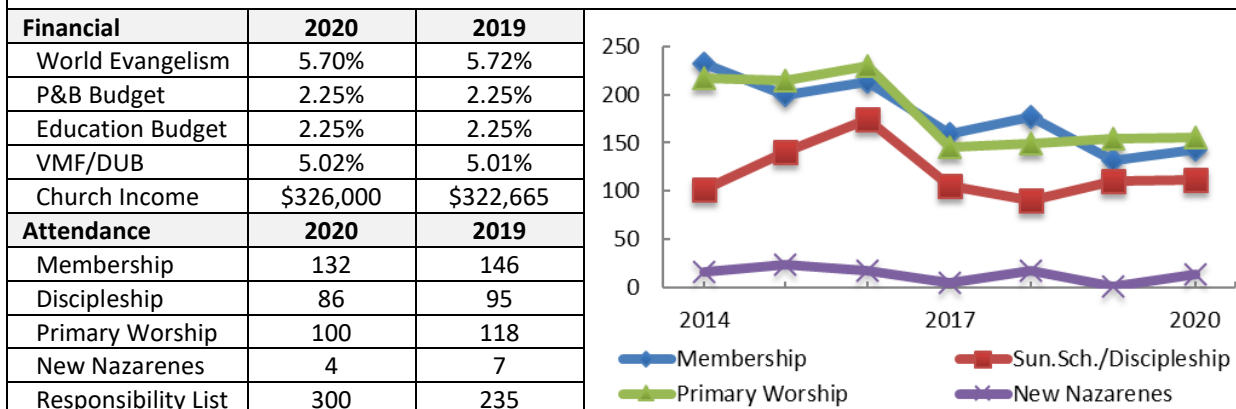 Financial 2020 2019
World Evangelism 5.70% 5.72%
P&B Budget 2.25% 2.25%
Education Budget 2.25% 2.25%
VMF/DUB 5.02% 5.01%
Church Income $326,000 $322,665
Attendance 2020 2019
Membership 132 146
Discipleship 86 95
Primary Worship 100 118
New Nazarenes 4 7
Responsibility List 300 235
250
200
150
100
50
0
2014 2017 2020
Membership Sun.Sch./Discipleship
Primary Worship New Nazarenes